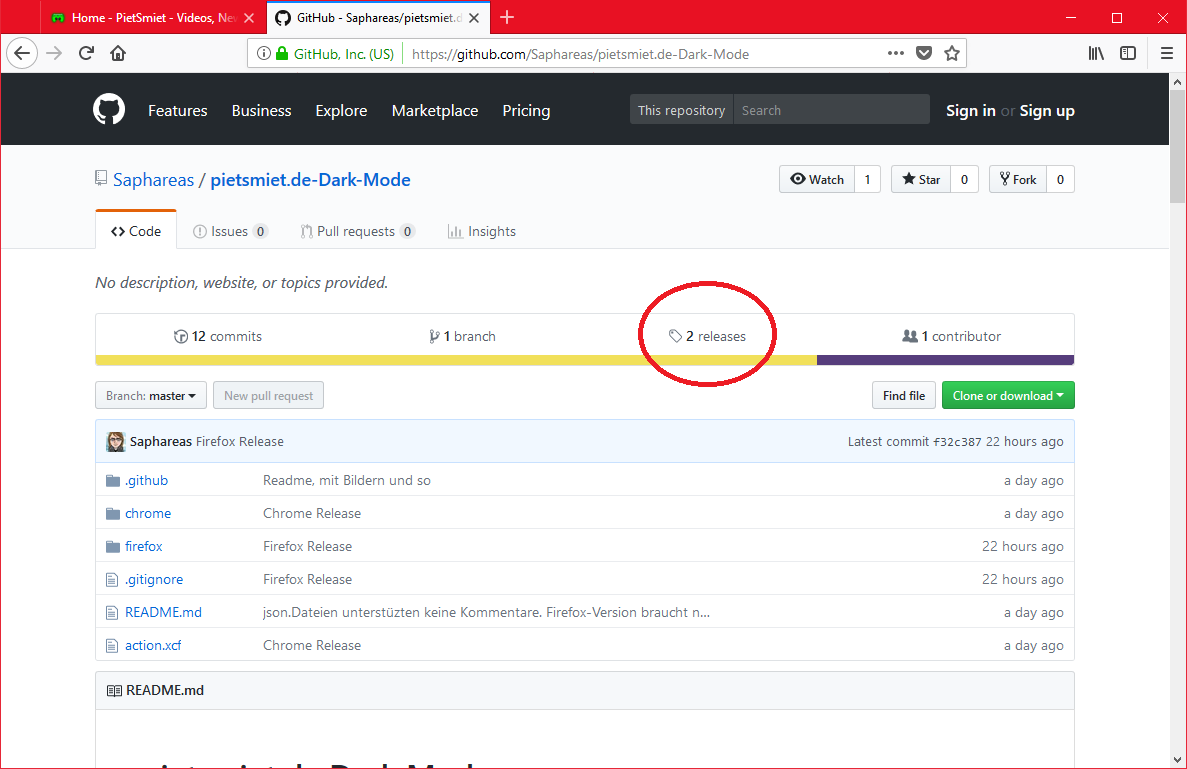 Home - PietSmiet - Videos, New
GitHub - Saphareas/pietsmiet.d
GitHub, Inc. (US) https://github.com/Saphareas/pietsmiet.de-Dark-Mode
Features Business Explore Marketplace Pricing This repository Search Sign in or Sign up
Saphareas / pietsmiet.de-Dark-Mode Watch 1 Star 0 Fork 0
Code Issues 0 Pull requests 0 Insights
No description, website, or topics provided.
12 commits 1 branch 2 releases 1 contributor
Branch: master New pull request Find file Clone or download
Saphareas Firefox Release Latest commit f32c387 22 hours ago
.github Readme, mit Bildern und so a day ago
chrome Chrome Release a day ago
firefox Firefox Release 22 hours ago
.gitignore Firefox Release 22 hours ago
README.md json.Dateien unterstüzten keine Kommentare. Firefox-Version braucht n... a day ago
action.xcf Chrome Release a day ago
README.md